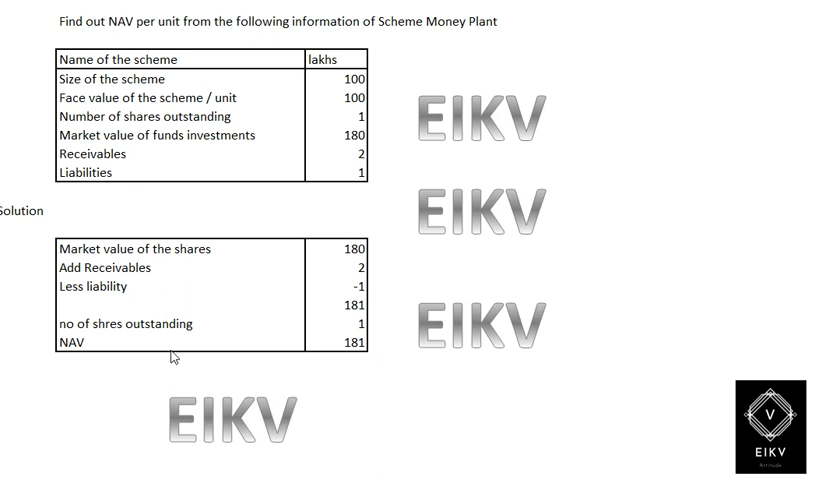 Find out NAV per unit from the following information of Scheme Money Plant
Name of the scheme lakhs
Size of the scheme 100
Face value of the scheme / unit 100
Number of shares outstanding 1
Market value of funds investments 180
Receivables 2
Liabilities 1
EIKV
EIKV
Solution
Market value of the shares 180
Add Receivables 2
Less liability -1
181
no of shres outstanding 1
NAV 181
EIKV
EIKV
V
EIKV
Attitude